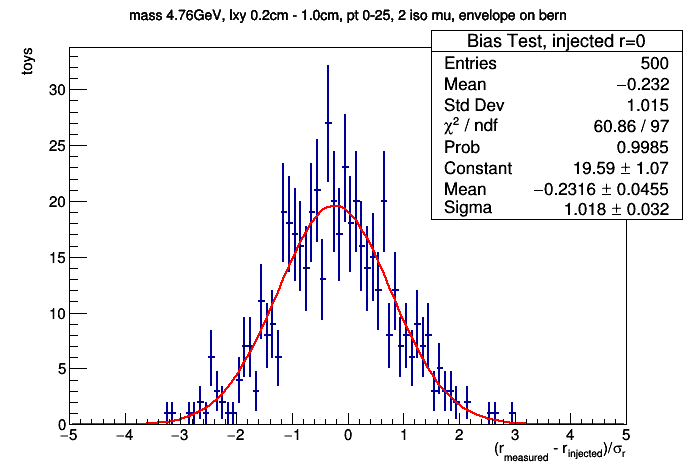 mass 4.76GeV, lxy 0.2cm - 1.0cm, pt 0-25, 2 iso mu, envelope on bern
toys
Bias Test, injected r=0
Entries 500
Mean −0.232
Std Dev 1.015
χ² / ndf 60.86 / 97
Prob 0.9985
Constant 19.59 ± 1.07
Mean −0.2316 ± 0.0455
Sigma 1.018 ± 0.032
30
25
20
15
10
5
0
−5 −4 −3 −2 −1 0 1 2 3 4 5
(r_measured - r_injected)/σ_r